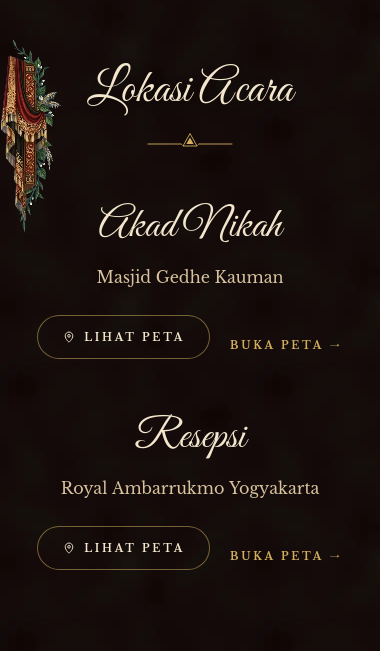 Lokasi Acara
Akad Nikah
Masjid Gedhe Kauman
LIHAT PETA
BUKA PETA →
Resepsi
Royal Ambarrukmo Yogyakarta
LIHAT PETA
BUKA PETA →